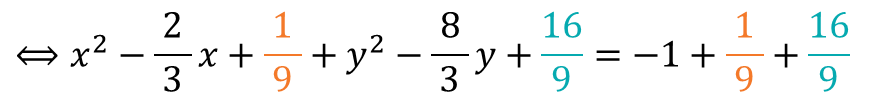 ⇔ x² − 2/3 x + 1/9 + y² − 8/3 y + 16/9 = −1 + 1/9 + 16/9